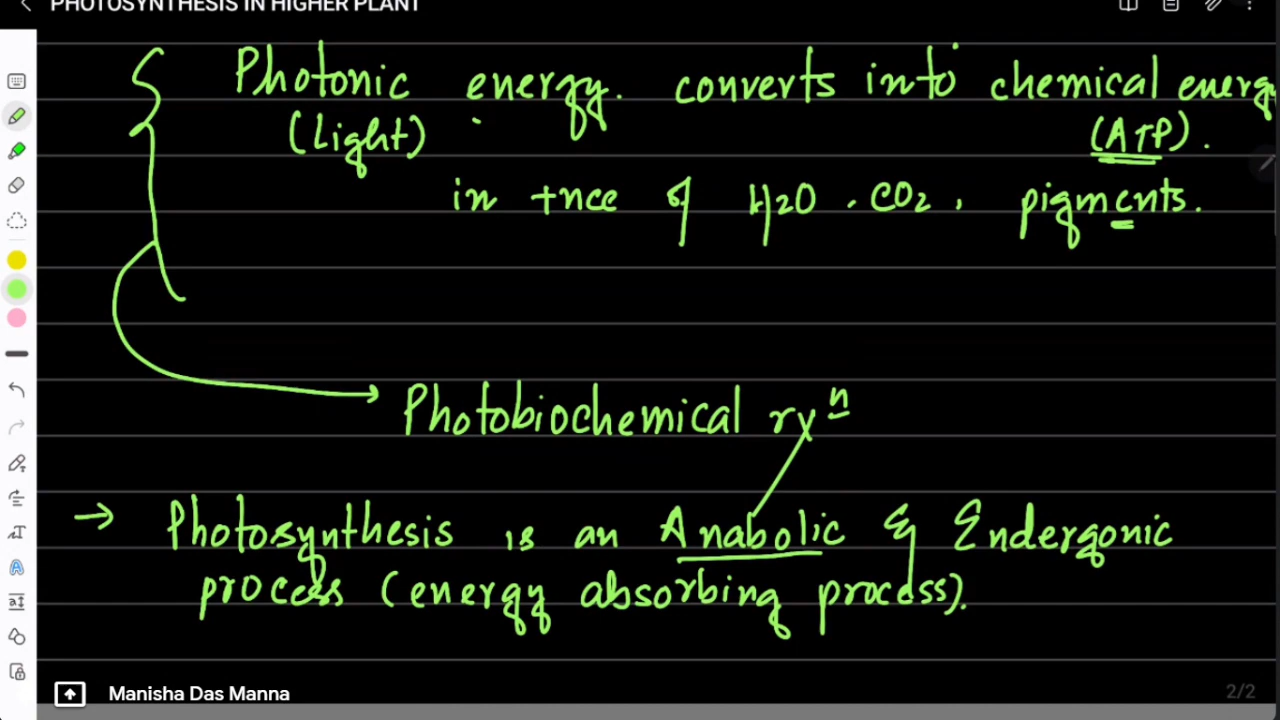 PHOTOSYNTHESIS IN HIGHER PLANT
Photonic energy. converts into chemical energy
(Light) (ATP).
in +nce of H2O . CO2 , pigments.
Photobiochemical rxn
→ Photosynthesis is an Anabolic & Endergonic
process (energy absorbing process).
Manisha Das Manna
2/2